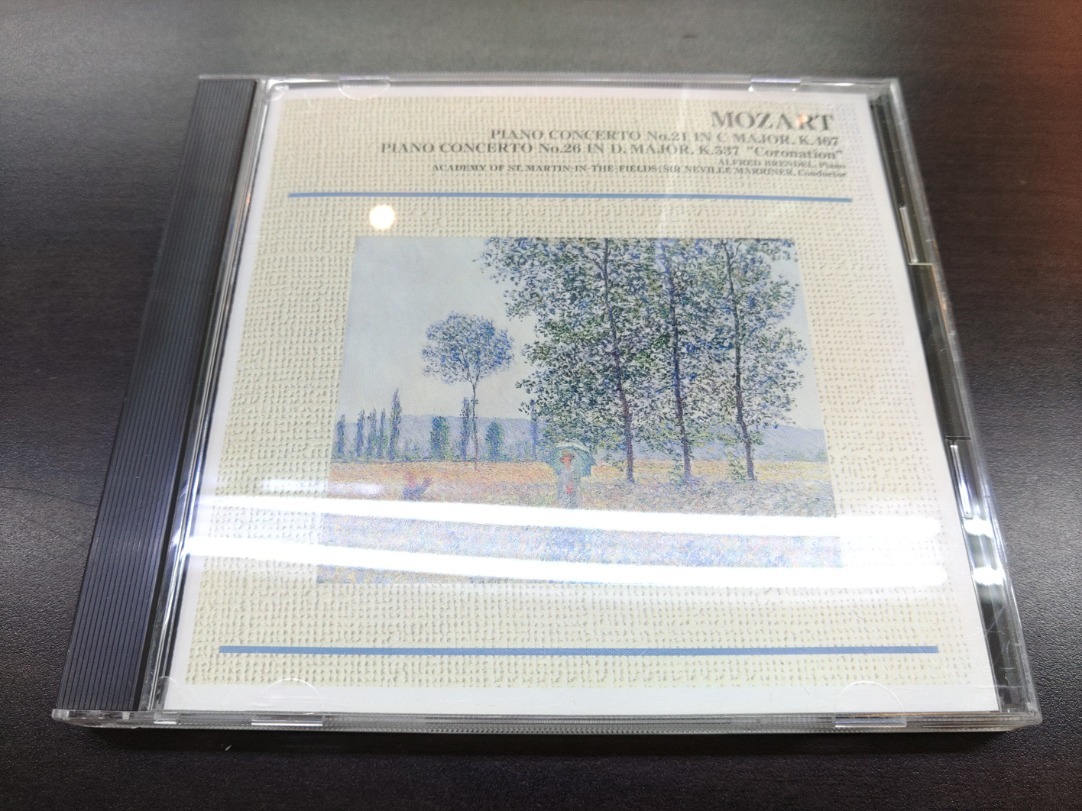 MOZART
PIANO CONCERTO No.21 IN C MAJOR, K.467
PIANO CONCERTO No.26 IN D, MAJOR, K.537 "Coronation"
ALFRED BRENDEL, Piano
ACADEMY OF ST. MARTIN-IN-THE-FIELDS/SIR NEVILLE MARRINER, Conductor